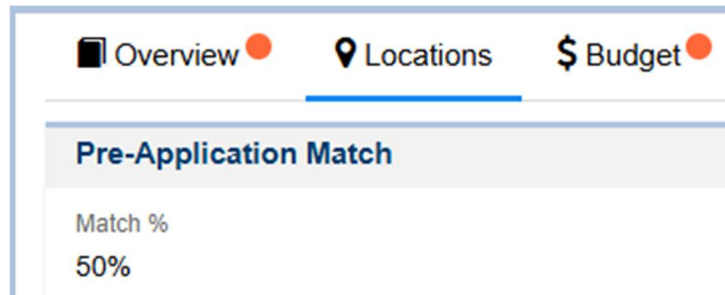 Overview Locations $ Budget
Pre-Application Match
Match %
50%